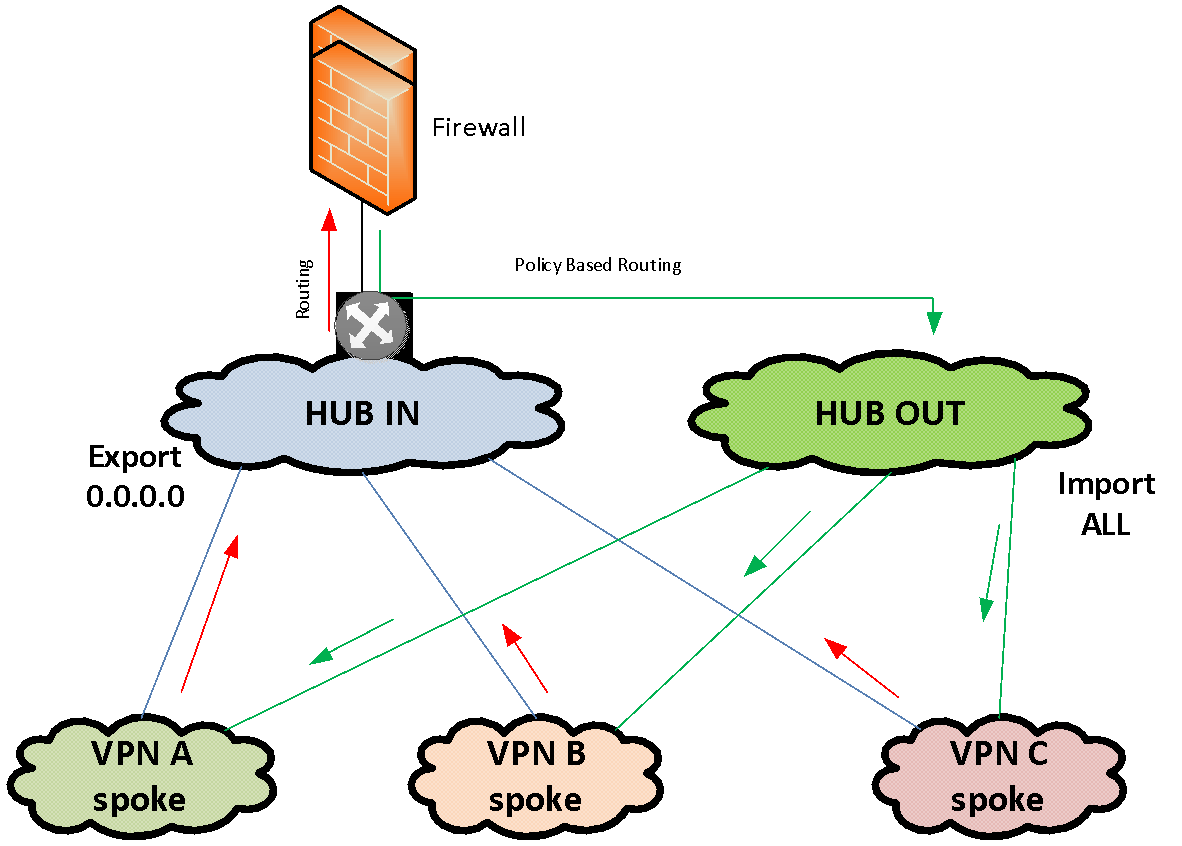 Firewall
Routing
Policy Based Routing
HUB IN
HUB OUT
Export
0.0.0.0
Import
ALL
VPN A
spoke
VPN B
spoke
VPN C
spoke